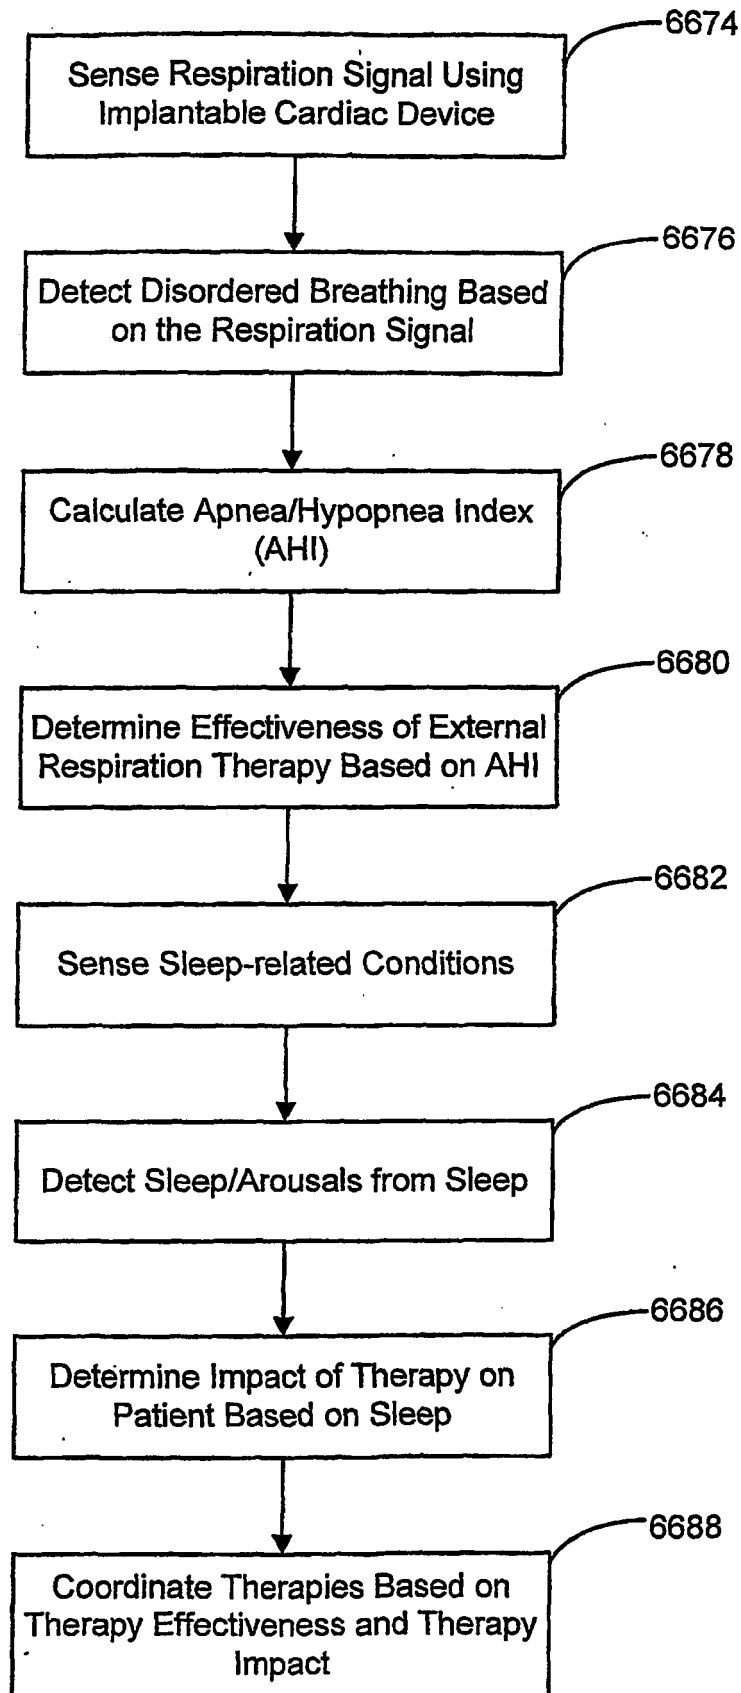 6674
Sense Respiration Signal Using
Implantable Cardiac Device
6676
Detect Disordered Breathing Based
on the Respiration Signal
6678
Calculate Apnea/Hypopnea Index
(AHI)
6680
Determine Effectiveness of External
Respiration Therapy Based on AHI
6682
Sense Sleep-related Conditions
6684
Detect Sleep/Arousals from Sleep
6686
Determine Impact of Therapy on
Patient Based on Sleep
6688
Coordinate Therapies Based on
Therapy Effectiveness and Therapy
Impact